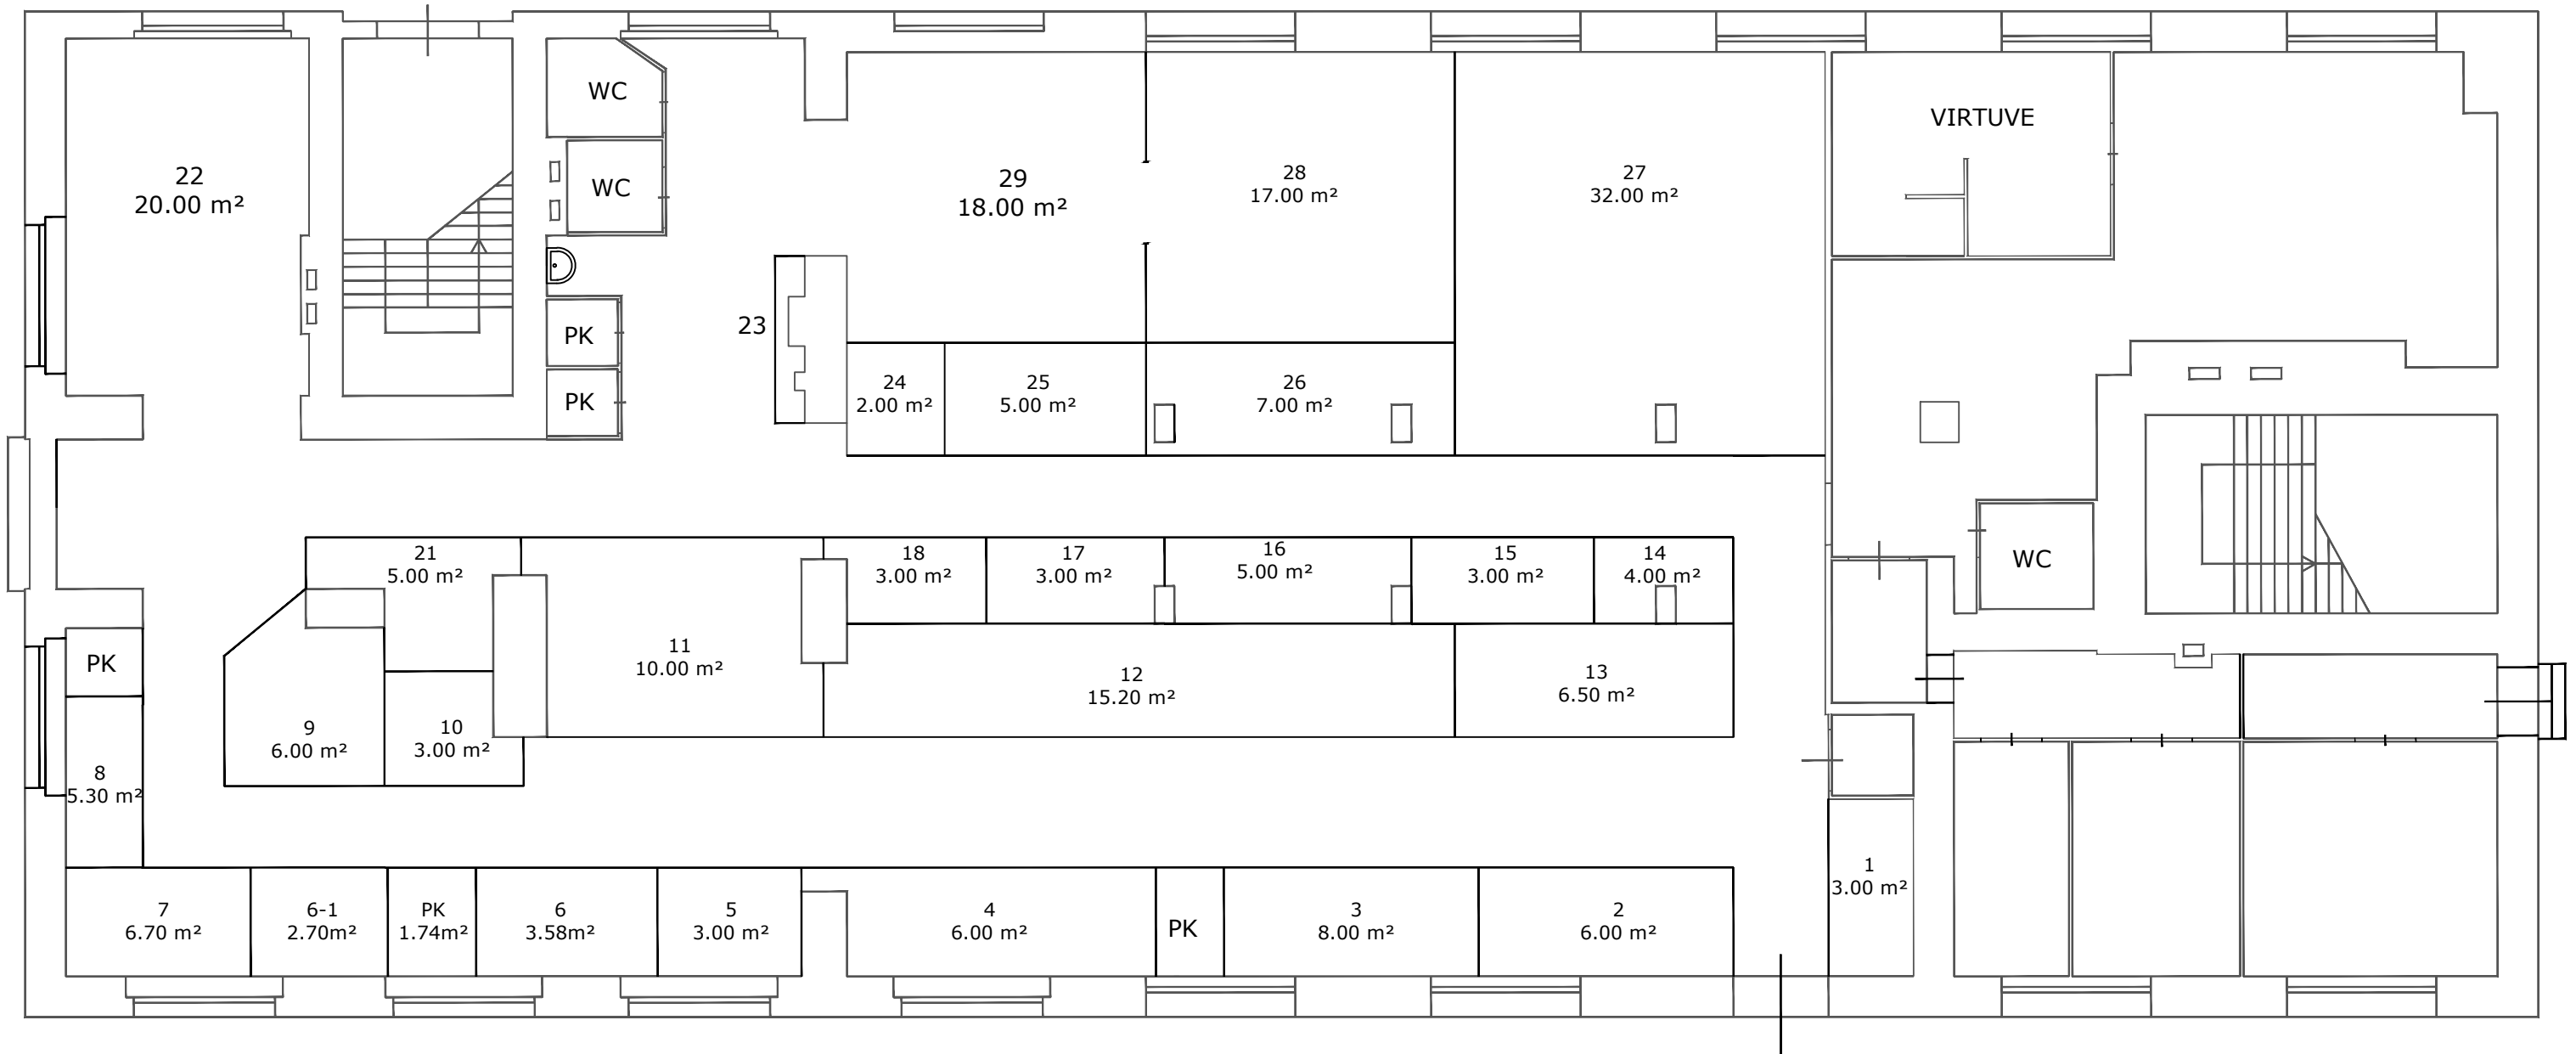 WC
VIRTUVE
22
20.00 m²
WC
29
18.00 m²
28
17.00 m²
27
32.00 m²
23
PK
PK
24
2.00 m²
25
5.00 m²
26
7.00 m²
21
5.00 m²
18
3.00 m²
17
3.00 m²
16
5.00 m²
15
3.00 m²
14
4.00 m²
WC
PK
11
10.00 m²
12
15.20 m²
13
6.50 m²
9
6.00 m²
10
3.00 m²
8
5.30 m²
1
3.00 m²
7
6.70 m²
6-1
2.70m²
PK
1.74m²
6
3.58m²
5
3.00 m²
4
6.00 m²
PK
3
8.00 m²
2
6.00 m²